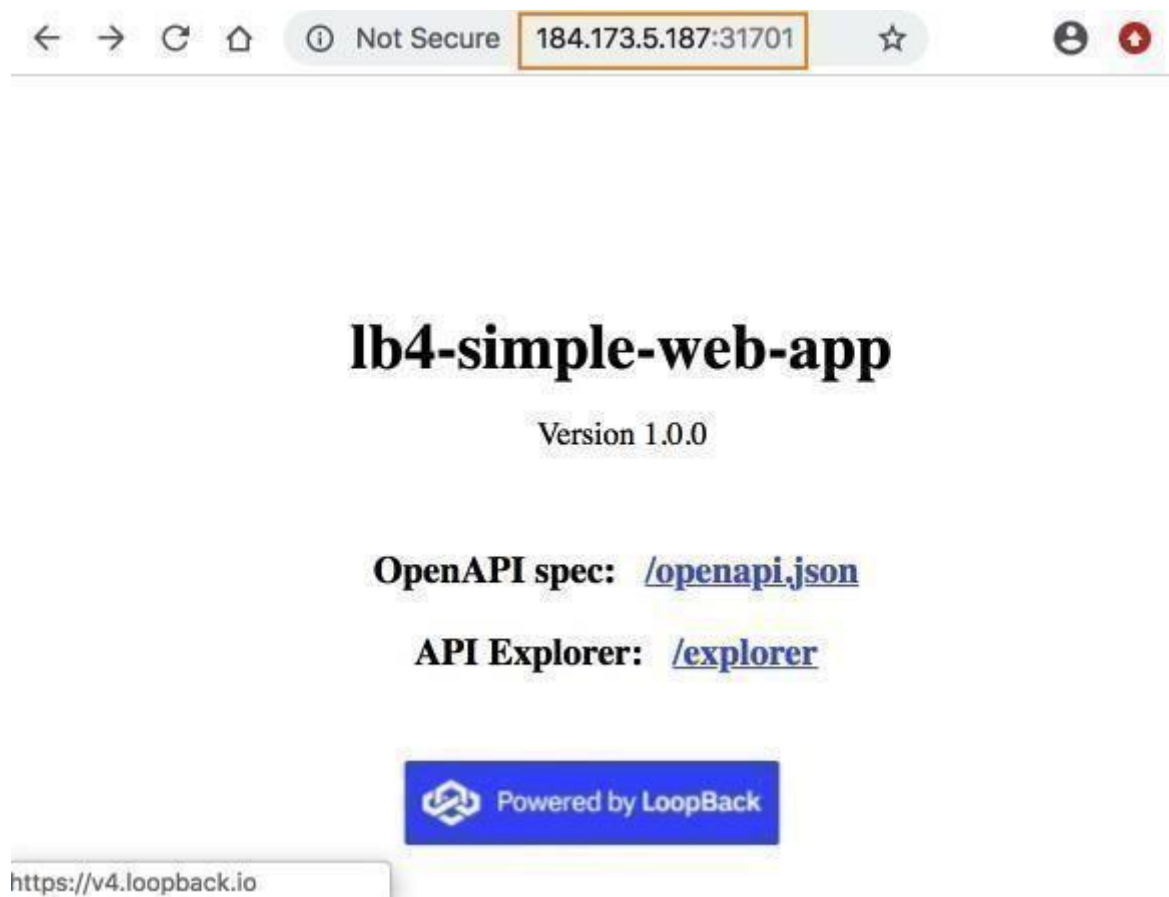 Not Secure 184.173.5.187:31701
lb4-simple-web-app
Version 1.0.0
OpenAPI spec: /openapi.json
API Explorer: /explorer
Powered by LoopBack
https://v4.loopback.io